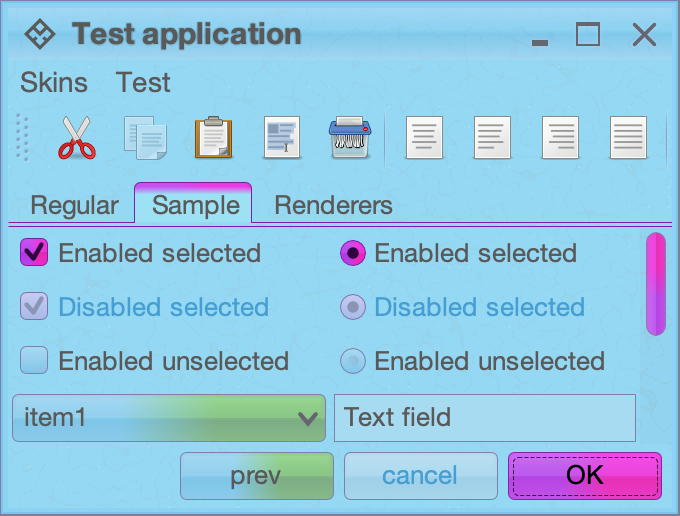 Test application
Skins Test
Regular Sample Renderers
Enabled selected Enabled selected
Disabled selected Disabled selected
Enabled unselected Enabled unselected
item1 Text field
prev cancel OK